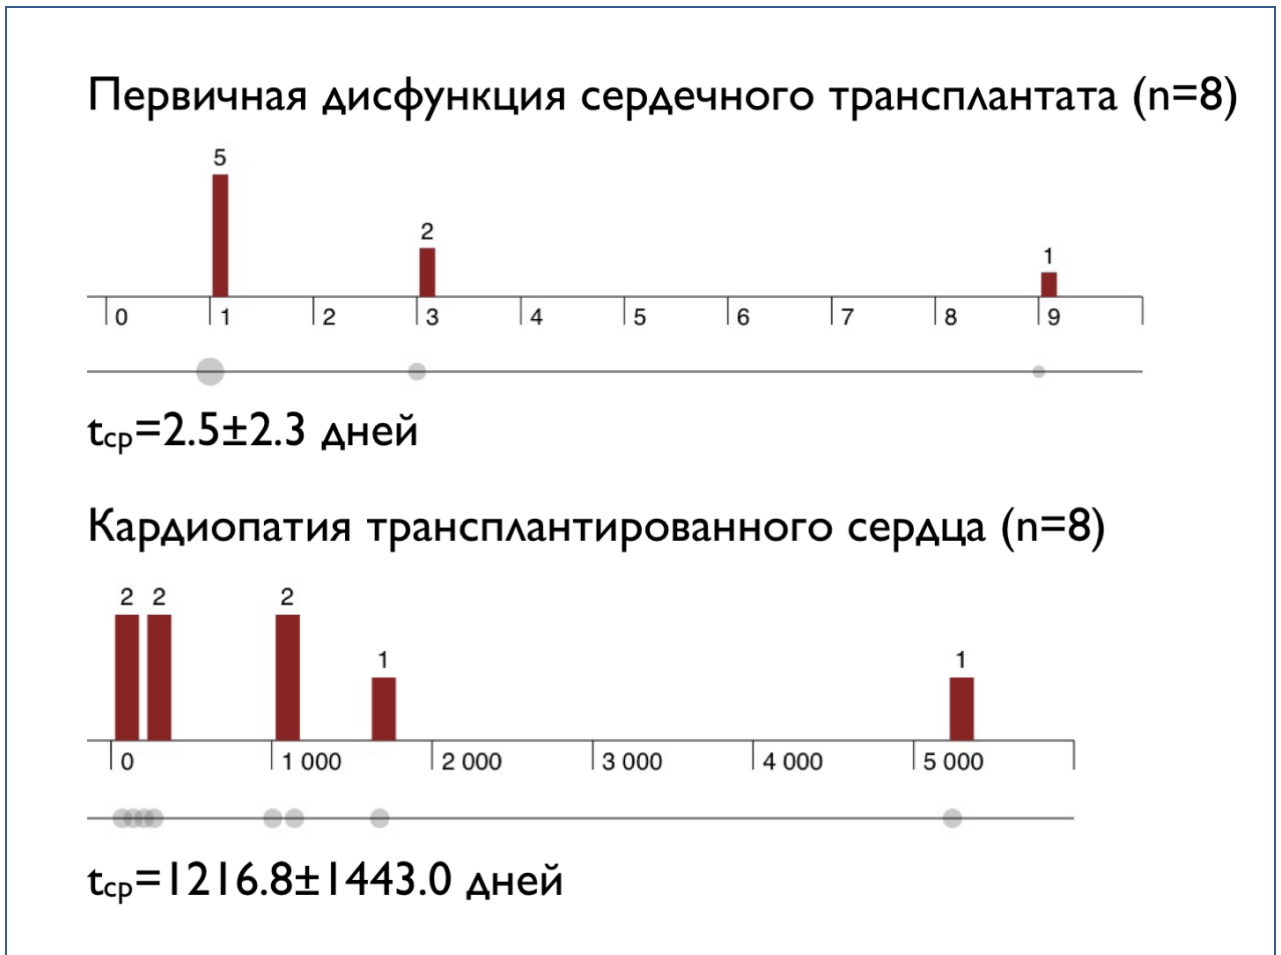 Первичная дисфункция сердечного трансплантата (n=8)
5
2
1
0 1 2 3 4 5 6 7 8 9
tср=2.5±2.3 дней
Кардиопатия трансплантированного сердца (n=8)
2 2 2
1 1
0 1 000 2 000 3 000 4 000 5 000
tср=1216.8±1443.0 дней